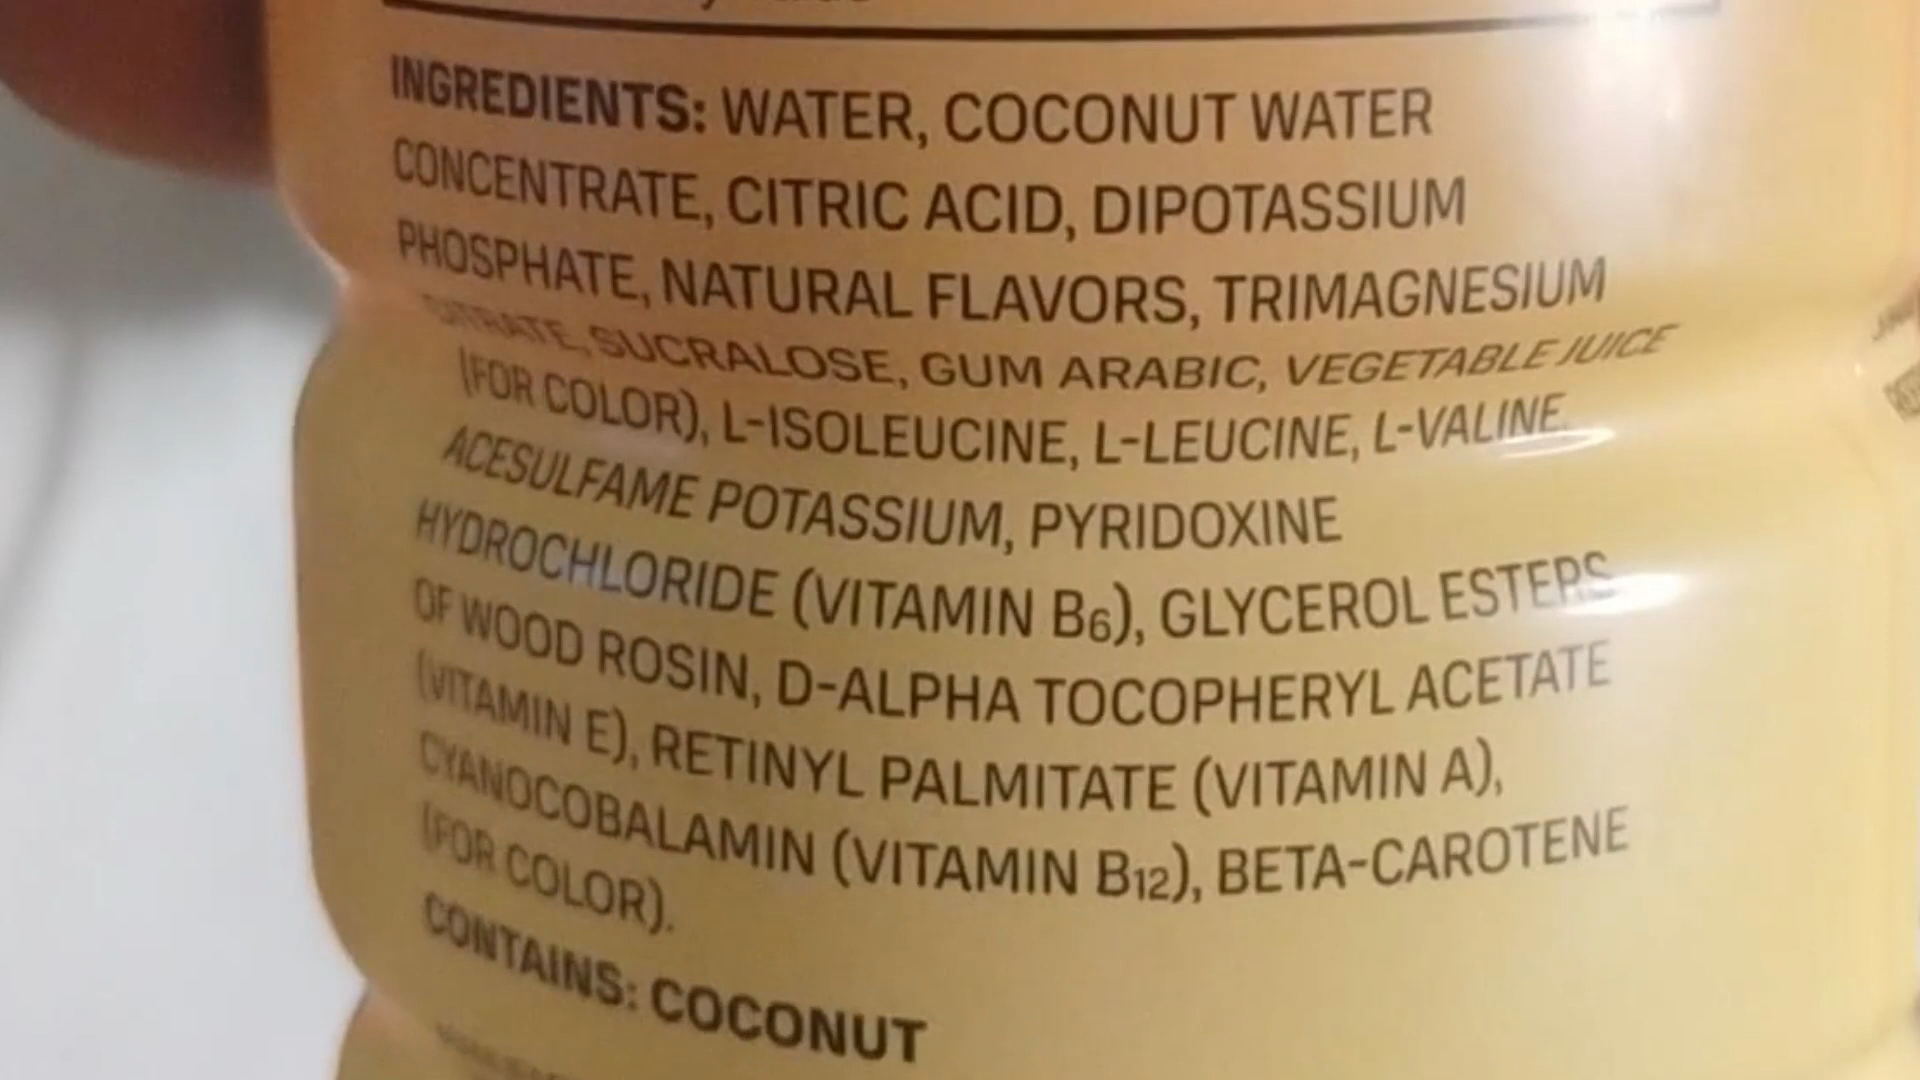 INGREDIENTS: WATER, COCONUT WATER
CONCENTRATE, CITRIC ACID, DIPOTASSIUM
PHOSPHATE, NATURAL FLAVORS, TRIMAGNESIUM
CITRATE, SUCRALOSE, GUM ARABIC, VEGETABLE JUICE
(FOR COLOR), L-ISOLEUCINE, L-LEUCINE, L-VALINE,
ACESULFAME POTASSIUM, PYRIDOXINE
HYDROCHLORIDE (VITAMIN B6), GLYCEROL ESTERS
OF WOOD ROSIN, D-ALPHA TOCOPHERYL ACETATE
(VITAMIN E), RETINYL PALMITATE (VITAMIN A),
CYANOCOBALAMIN (VITAMIN B12), BETA-CAROTENE
(FOR COLOR).
CONTAINS: COCONUT